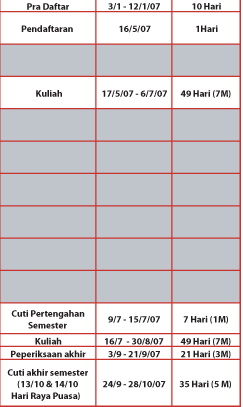 Pra Daftar 3/1 - 12/1/07 10 Hari
Pendaftaran 16/5/07 1Hari
Kuliah 17/5/07 - 6/7/07 49 Hari (7M)
Cuti Pertengahan
Semester 9/7 - 15/7/07 7 Hari (1M)
Kuliah 16/7 - 30/8/07 49 Hari (7M)
Peperiksaan akhir 3/9 - 21/9/07 21 Hari (3M)
Cuti akhir semester
(13/10 & 14/10 24/9 - 28/10/07 35 Hari (5 M)
Hari Raya Puasa)